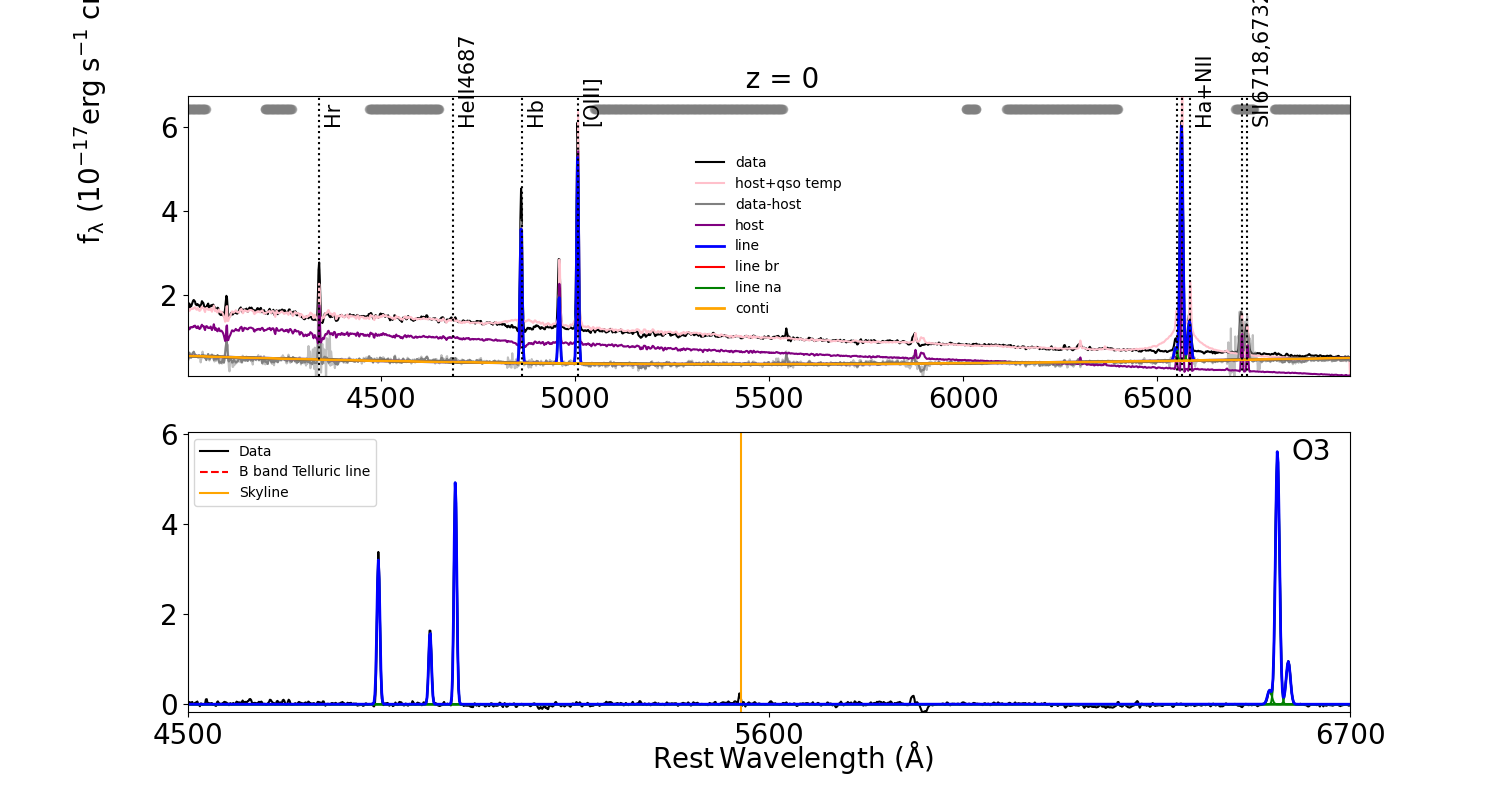 z = 0
f_λ (10^−17 erg s^−1
Hr
HeII4687
Hb
[OIII]
Ha+NII
SII6718,6732
6
4
2
data
host+qso temp
data-host
host
line
line br
line na
conti
4500 5000 5500 6000 6500
6
4
2
0
Data
B band Telluric line
Skyline
O3
4500 5600 6700
Rest Wavelength (Å)